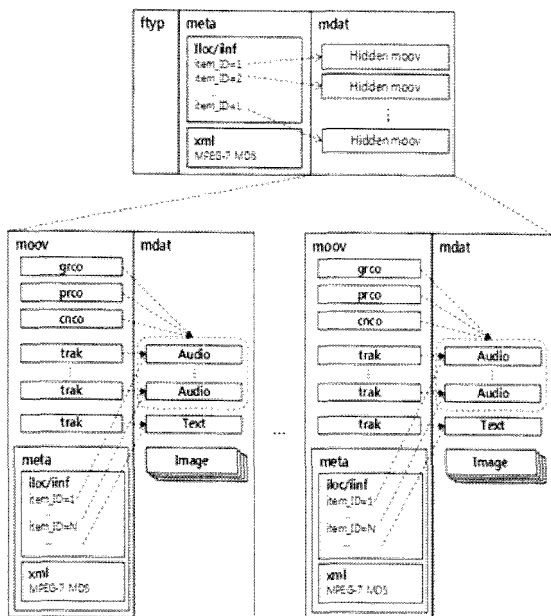 ftyp
meta
mdat
iloc/iinf
item_ID=1
item_ID=2
...
item_ID=L
xml
MPEG-7 MDS
Hidden moov
Hidden moov
Hidden moov
moov
mdat
grco
prco
cnco
trak
Audio
trak
Audio
trak
Text
Image
meta
iloc/iinf
item_ID=1
...
item_ID=N
...
xml
MPEG-7 MDS
...
moov
mdat
grco
prco
cnco
trak
Audio
trak
Audio
trak
Text
Image
meta
iloc/iinf
item_ID=1
...
item_ID=N
...
xml
MPEG-7 MDS